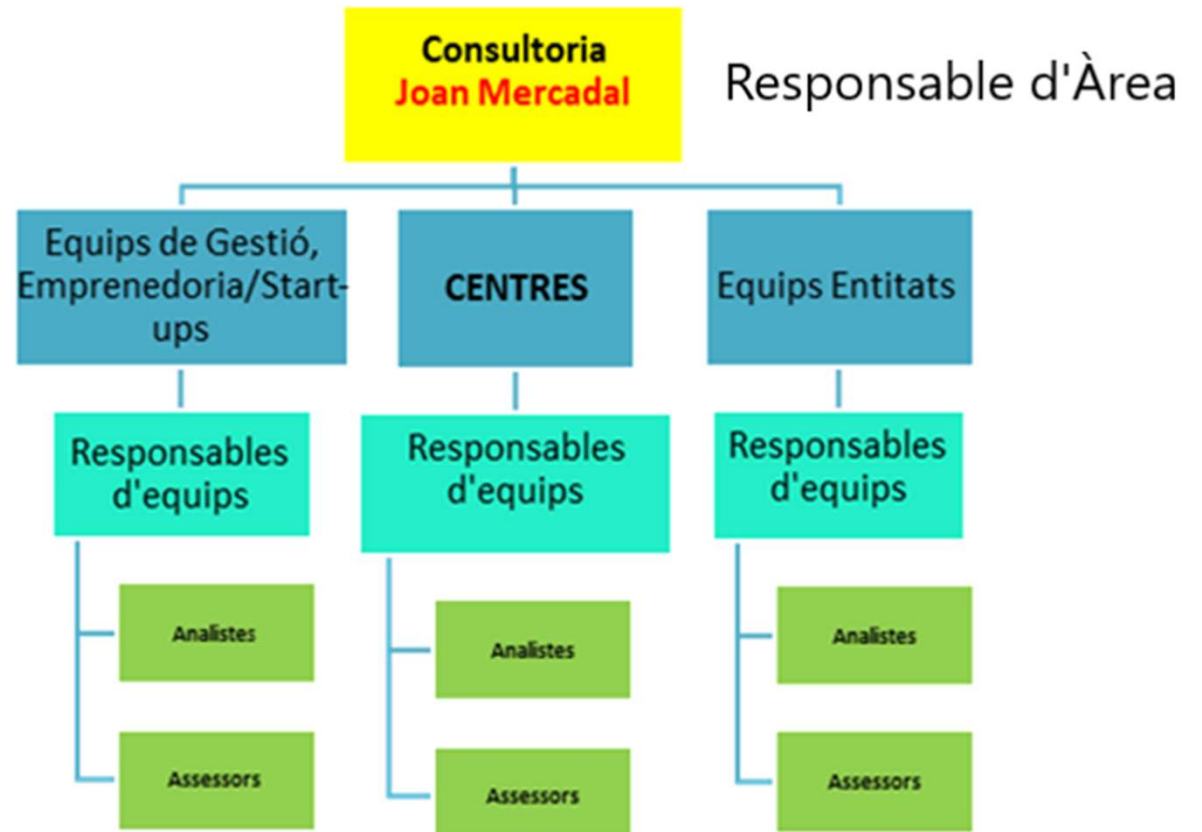 Consultoria
Joan Mercadal
Responsable d'Àrea
Equips de Gestió,
Emprenedoria/Start-
ups
CENTRES
Equips Entitats
Responsables
d'equips
Responsables
d'equips
Responsables
d'equips
Analistes
Analistes
Analistes
Assessors
Assessors
Assessors